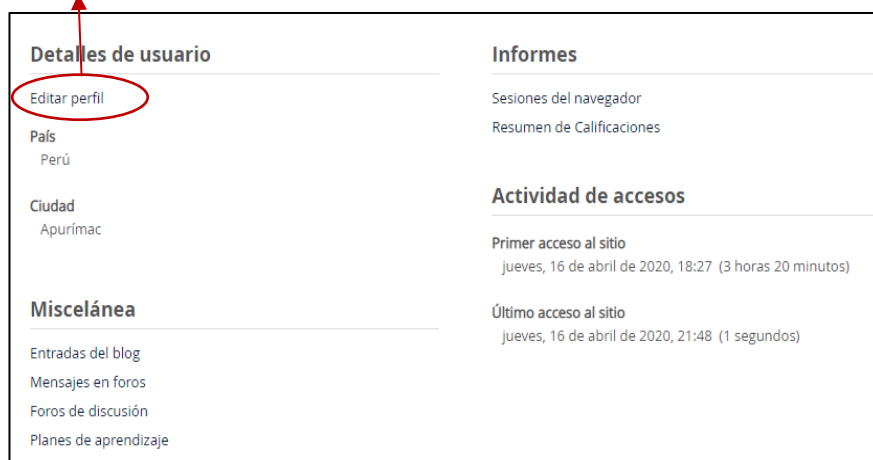 Detalles de usuario
Editar perfil
País
Perú
Ciudad
Apurímac
Miscelánea
Entradas del blog
Mensajes en foros
Foros de discusión
Planes de aprendizaje
Informes
Sesiones del navegador
Resumen de Calificaciones
Actividad de accesos
Primer acceso al sitio
jueves, 16 de abril de 2020, 18:27 (3 horas 20 minutos)
Último acceso al sitio
jueves, 16 de abril de 2020, 21:48 (1 segundos)